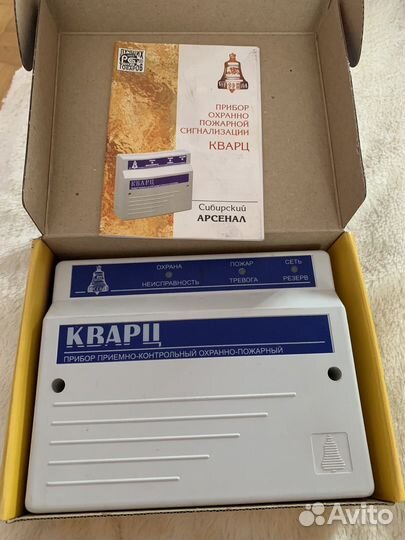 ПРИБОР
ОХРАННО
ПОЖАРНОЙ
СИГНАЛИЗАЦИИ
КВАРЦ
Сибирский
АРСЕНАЛ
ОХРАНА
ПОЖАР
СЕТЬ
НЕИСПРАВНОСТЬ
ТРЕВОГА
РЕЗЕРВ
КВАРЦ
ПРИБОР ПРИЕМНО-КОНТРОЛЬНЫЙ ОХРАННО-ПОЖАРНЫЙ
Avito